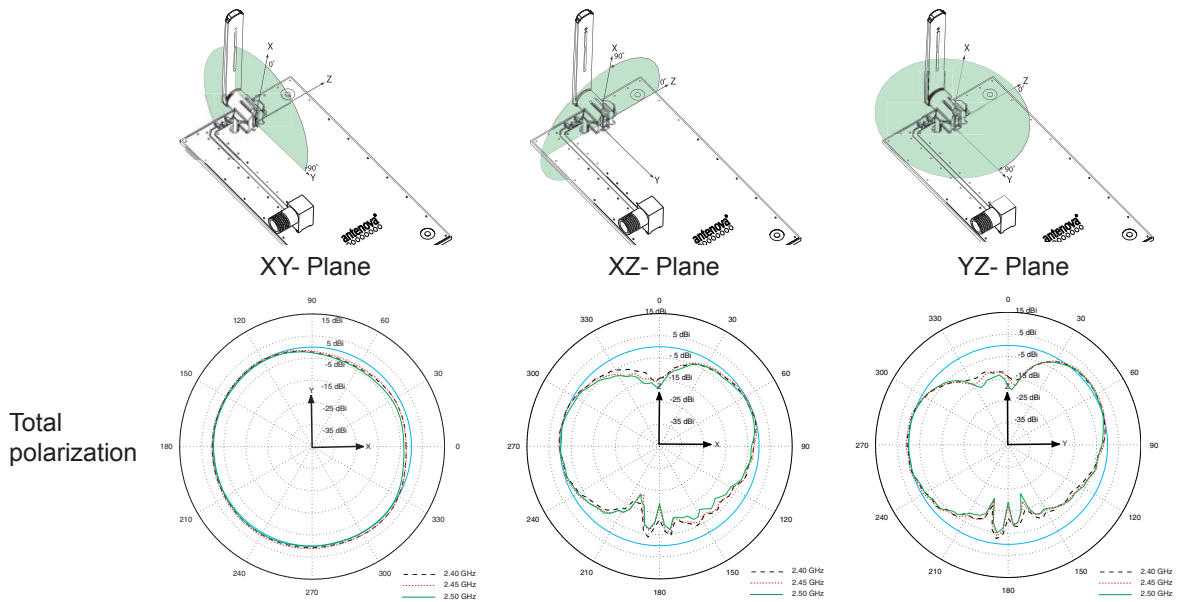 X
0°
Z
90°
Y
antenova®
X
90°
0°
Z
Y
antenova®
X
0°
90°
Y
antenova®
XY- Plane
XZ- Plane
YZ- Plane
Total
polarization
90
120
60
150
30
180
0
210
330
240
300
270
15 dBi
5 dBi
-5 dBi
-15 dBi
-25 dBi
-35 dBi
Y
X
2.40 GHz
2.45 GHz
2.50 GHz
0
330
30
300
60
270
90
240
120
210
150
180
15 dBi
5 dBi
- 5 dBi
-15 dBi
-25 dBi
-35 dBi
X
2.40 GHz
2.45 GHz
2.50 GHz
0
330
30
300
60
270
90
240
120
210
150
180
15 dBi
5 dBi
-5 dBi
-15 dBi
-25 dBi
-35 dBi
Y
2.40 GHz
2.45 GHz
2.50 GHz